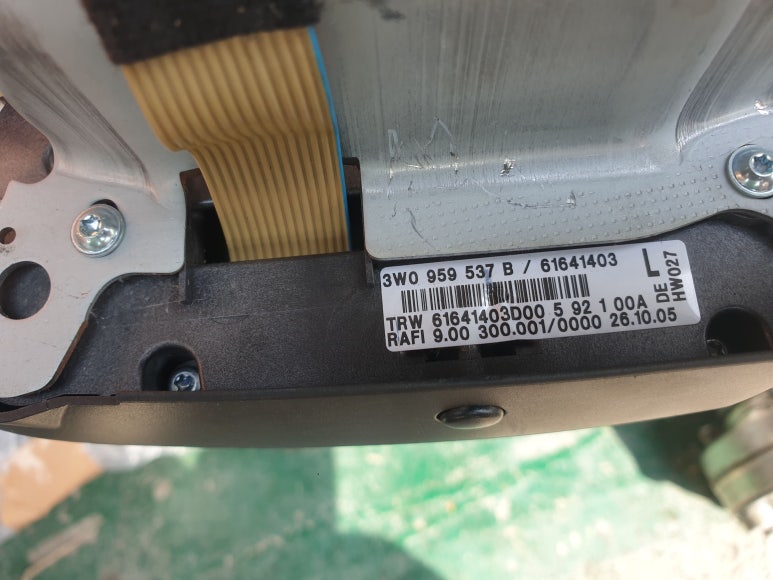 3W0 959 537 B / 61641403
L
TRW 61641403D00 5 92 1 00A
RAFI 9.00 300.001/0000 26.10.05
DE
HW027